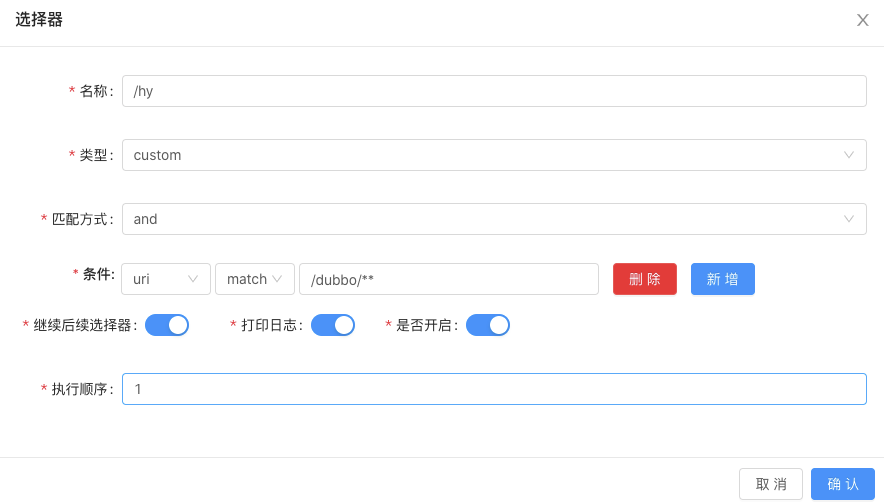 选择器
* 名称: /hy
* 类型: custom
* 匹配方式: and
* 条件: uri match /dubbo/** 删 除 新 增
* 继续后续选择器: * 打印日志: * 是否开启:
* 执行顺序: 1
取 消 确 认